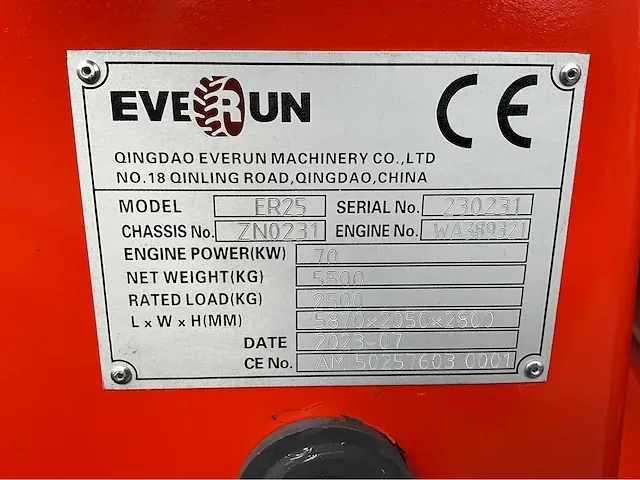 EVERUN CE
QINGDAO EVERUN MACHINERY CO.,LTD
NO.18 QINLING ROAD,QINGDAO,CHINA
MODEL ER25 SERIAL No. 230231
CHASSIS No. ZN0231 ENGINE No. WA389321
ENGINE POWER(KW) 70
NET WEIGHT(KG) 5500
RATED LOAD(KG) 2500
L x W x H(MM) 5870×2050×2800
DATE 2023-07
CE No. AM 50257603 0001